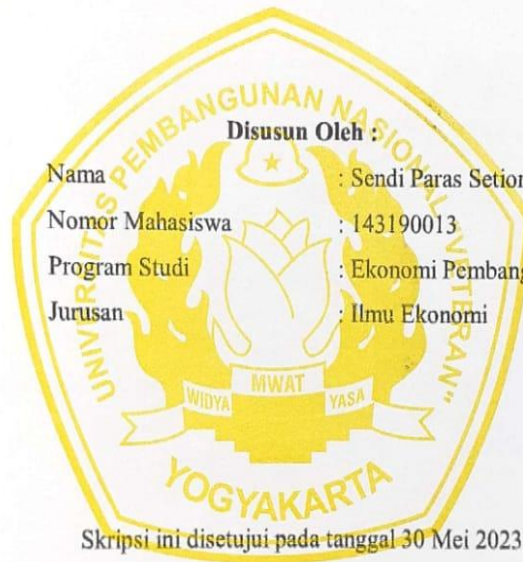 UNIVERSITAS PEMBANGUNAN NASIONAL "VETERAN"
Disusun Oleh :
Nama : Sendi Paras Setion
Nomor Mahasiswa : 143190013
Program Studi : Ekonomi Pembang
Jurusan : Ilmu Ekonomi
WIDYA MWAT YASA
YOGYAKARTA
Skripsi ini disetujui pada tanggal 30 Mei 2023